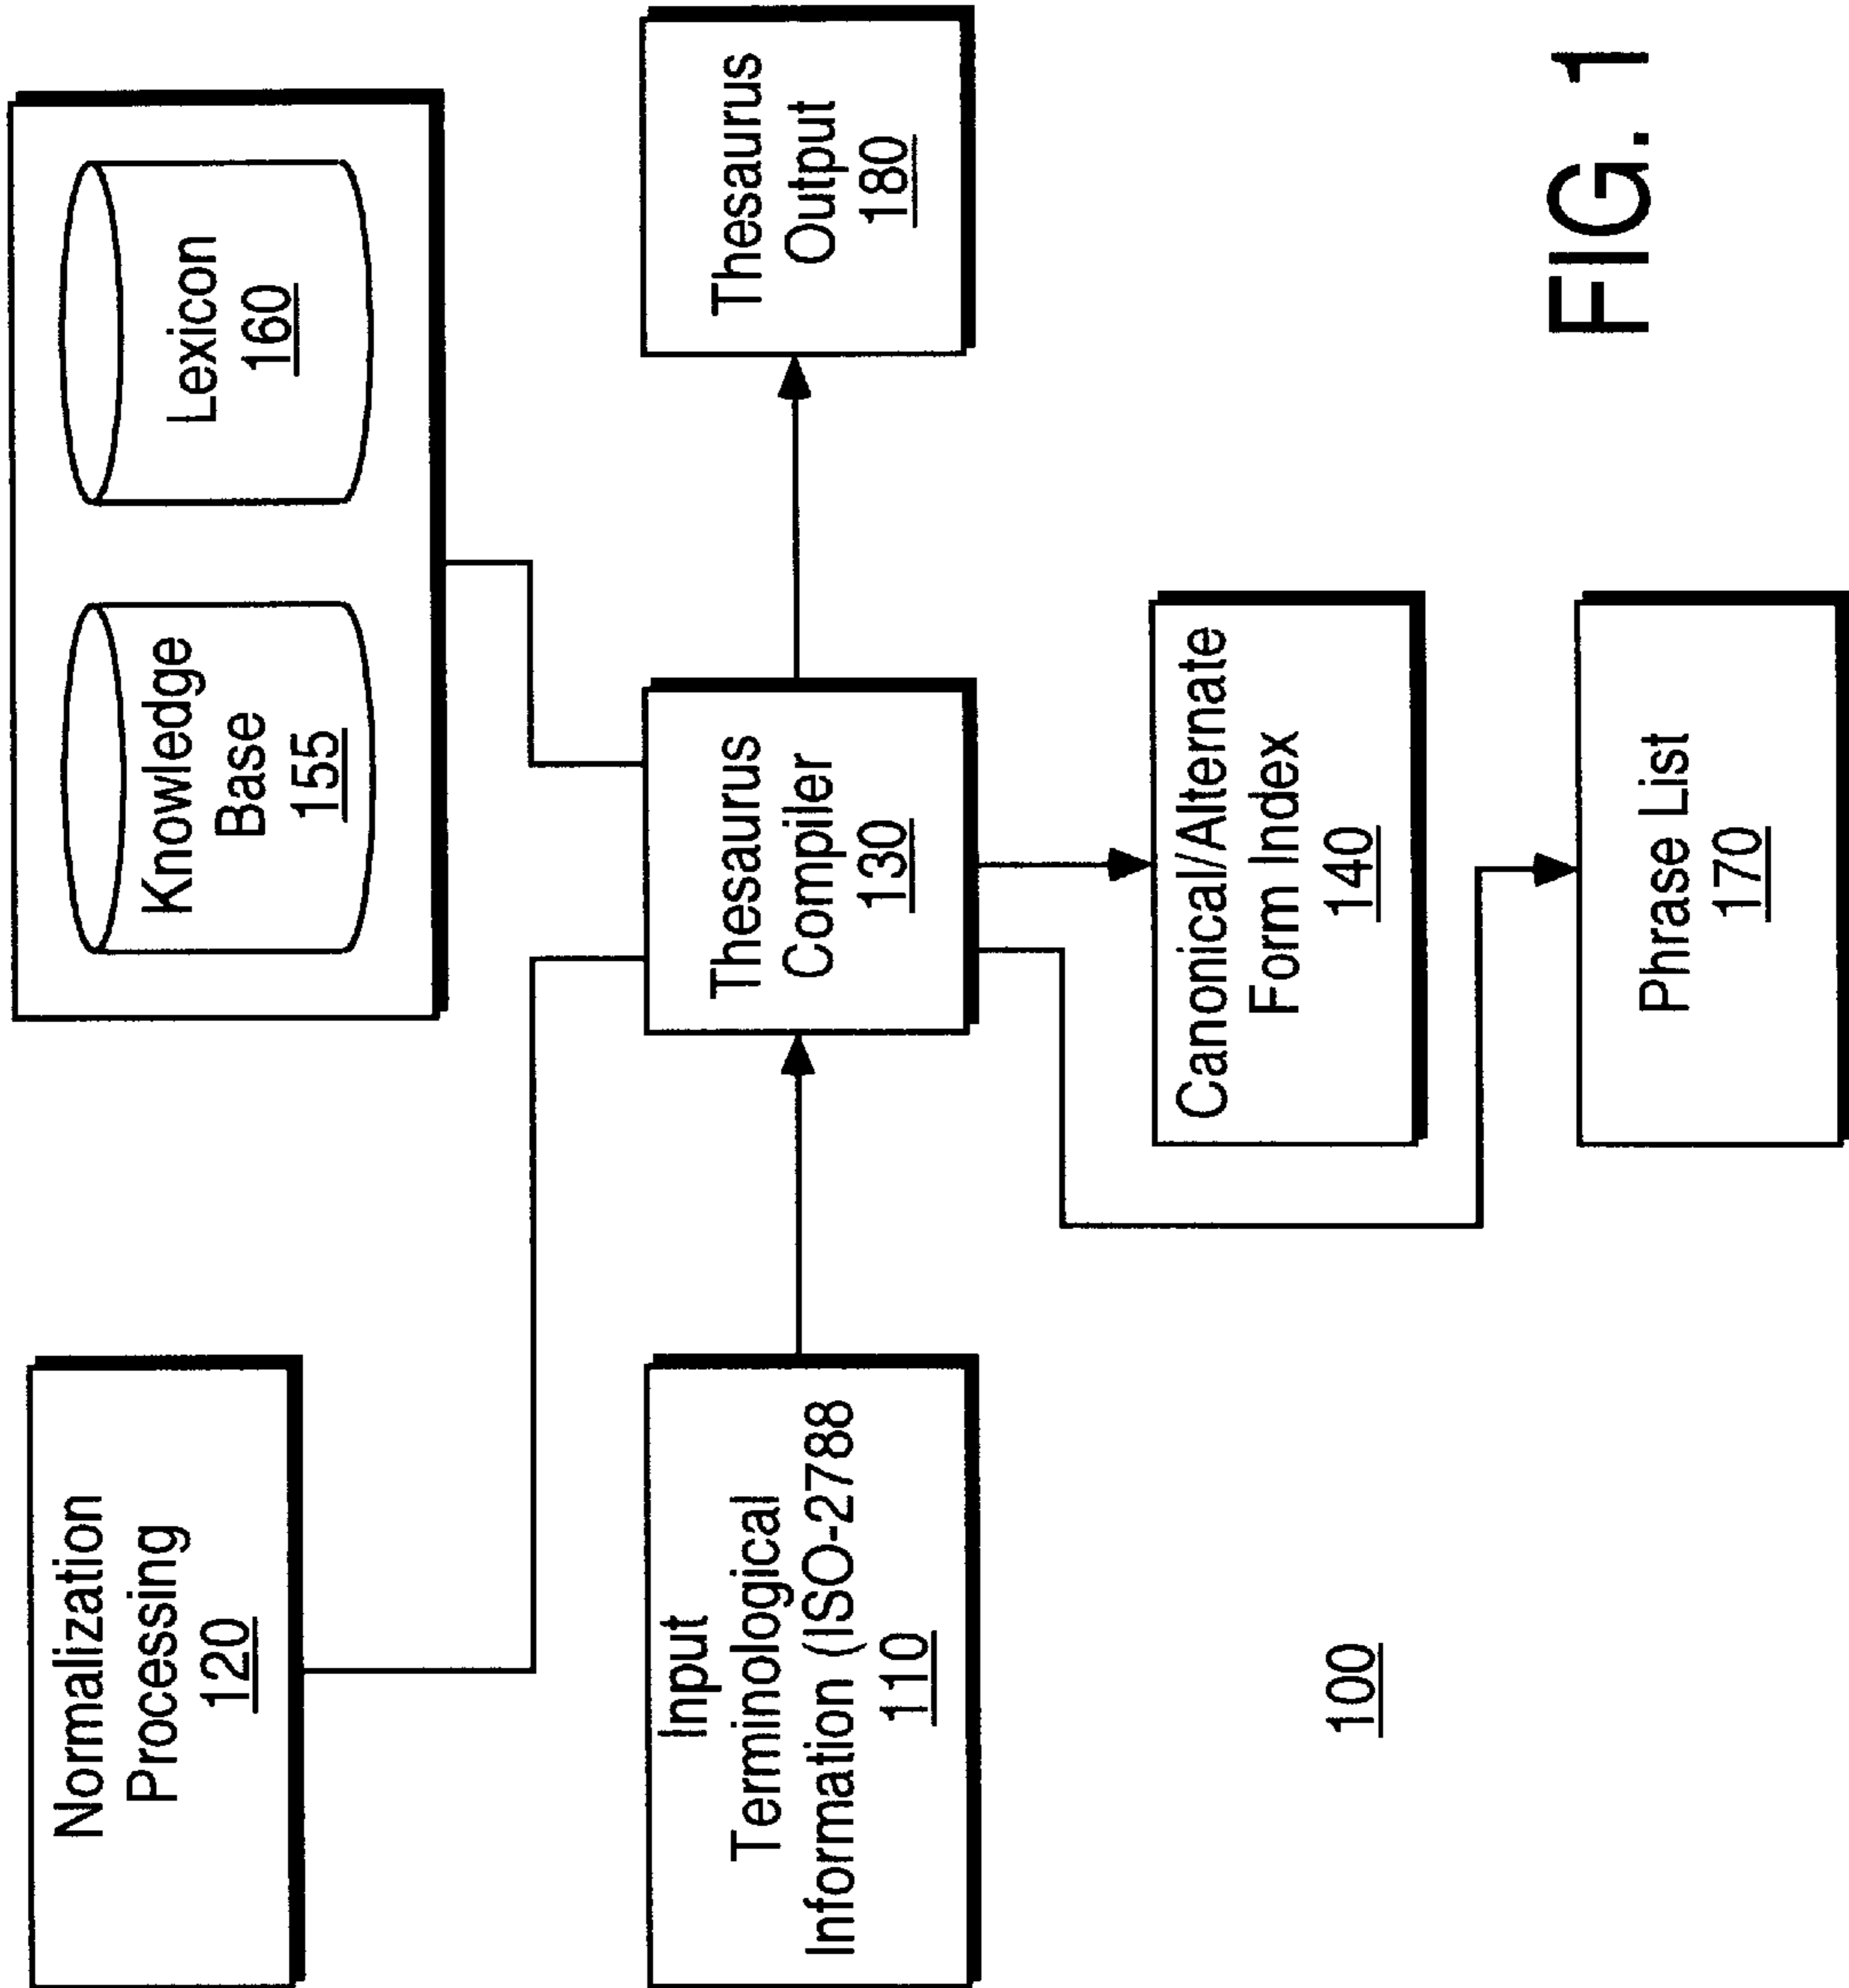 Normalization
Processing
120
Knowledge
Base
155
Lexicon
160
Input
Terminological
Information (ISO-2788
110
Thesaurus
Compiler
130
Thesaurus
Output
180
Canonical/Alternate
Form Index
140
Phrase List
170
100
FIG. 1